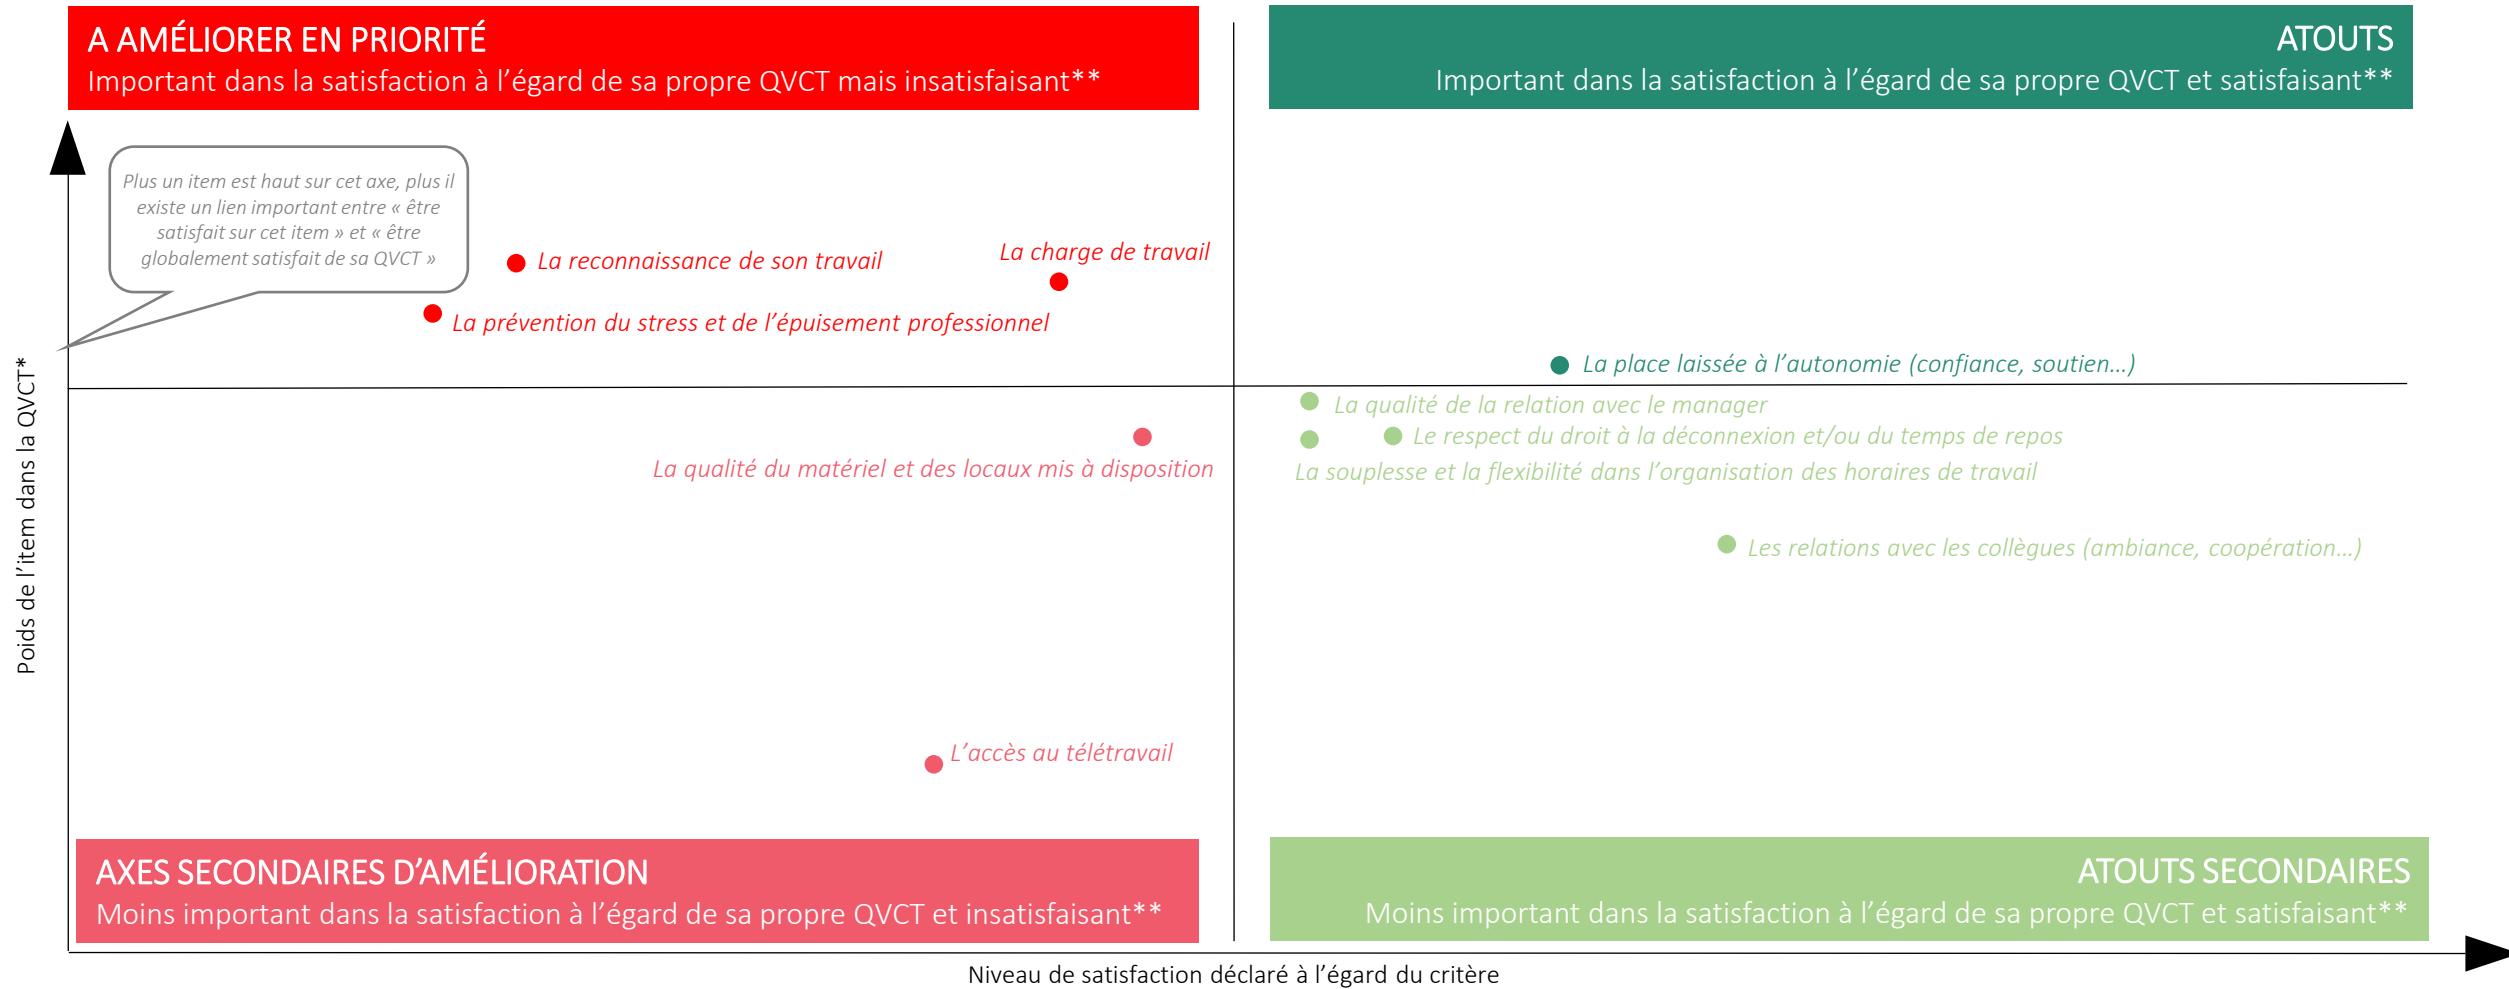 A AMÉLIORER EN PRIORITÉ
Important dans la satisfaction à l’égard de sa propre QVCT mais insatisfaisant**
ATOUTS
Important dans la satisfaction à l’égard de sa propre QVCT et satisfaisant**
Plus un item est haut sur cet axe, plus il
existe un lien important entre « être
satisfait sur cet item » et « être
globalement satisfait de sa QVCT »
La reconnaissance de son travail
La charge de travail
La prévention du stress et de l’épuisement professionnel
La place laissée à l’autonomie (confiance, soutien…)
La qualité de la relation avec le manager
Le respect du droit à la déconnexion et/ou du temps de repos
La souplesse et la flexibilité dans l’organisation des horaires de travail
La qualité du matériel et des locaux mis à disposition
Les relations avec les collègues (ambiance, coopération…)
L’accès au télétravail
Poids de l’item dans la QVCT*
AXES SECONDAIRES D’AMÉLIORATION
Moins important dans la satisfaction à l’égard de sa propre QVCT et insatisfaisant**
ATOUTS SECONDAIRES
Moins important dans la satisfaction à l’égard de sa propre QVCT et satisfaisant**
Niveau de satisfaction déclaré à l’égard du critère